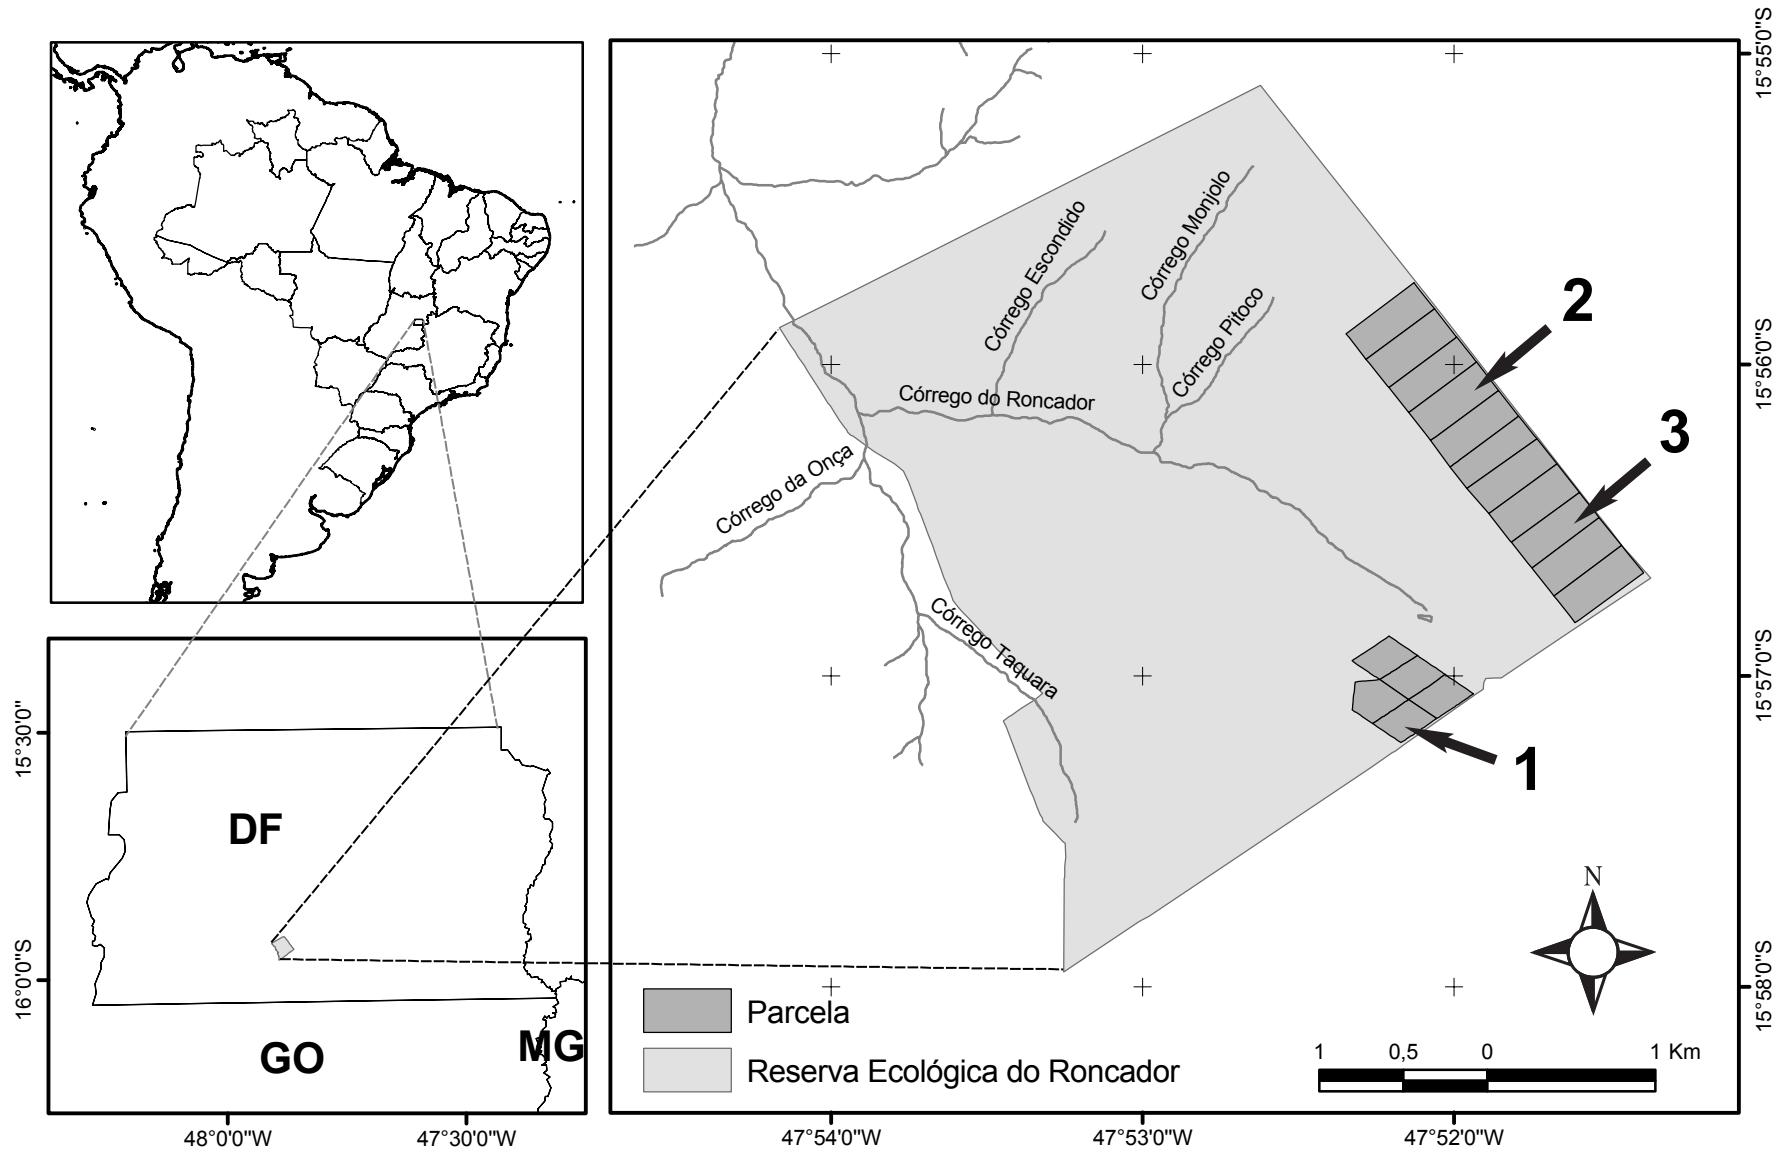 15°55'0"S
2
Córrego Monjolo
Córrego Escondido
Córrego Pitoco
15°56'0"S
Córrego do Roncador
3
Córrego da Onça
Córrego Taquara
15°57'0"S
1
15°30'0"
DF
N
16°0'0"S
15°58'0"S
Parcela
MG
GO
1 0,5 0 1 Km
Reserva Ecológica do Roncador
48°0'0"W 47°30'0"W
47°54'0"W 47°53'0"W 47°52'0"W